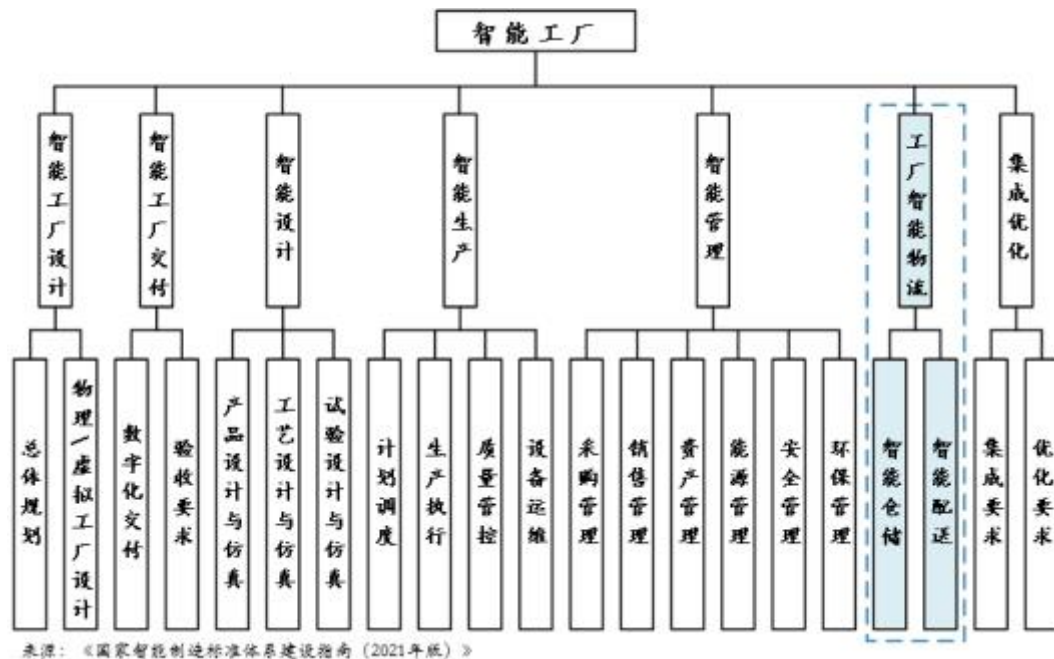 智能工厂
智能工厂设计
智能工厂交付
智能设计
智能生产
智能管理
工厂智能物流
集成优化
总体规划
物理/虚拟工厂设计
数字化交付
验收要求
产品设计与仿真
工艺设计与仿真
试验设计与仿真
计划调度
生产执行
质量管控
设备运维
采购管理
销售管理
资产管理
能源管理
安全管理
环保管理
智能仓储
智能配送
集成要求
优化要求
来源：《国家智能制造标准体系建设指南（2021年版）》